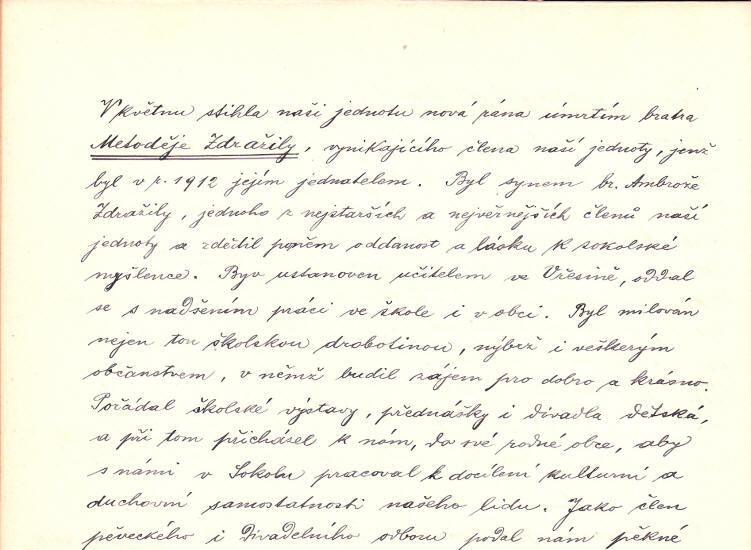 V květnu stihla naši jednotu nová rána úmrtím bratra
Metoděje Zdražily, vynikajícího člena naší jednoty, jenž
byl v r. 1912 jejím jednatelem. Byl synem br. Ambrože
Zdražily, jednoho z nejstarších a nejvěrnějších členů naší
jednoty a zdědil po něm oddanost a lásku k sokolské
myšlence. Byv ustanoven učitelem ve Vřesině, oddal
se s nadšením práci ve škole i v obci. Byl milován
nejen tou školskou drobotinou, nýbrž i veškerým
občanstvem, v němž budil zájem pro dobro a krásno.
Pořádal školské výstavy, přednášky i divadla dětská,
a při tom přicházel k nám, do své rodné obce, aby
s námi v Sokolu pracoval k docílení kulturní a
duchovní samostatnosti našeho lidu. Jako člen
pěveckého i divadelního odboru podal nám pěkné